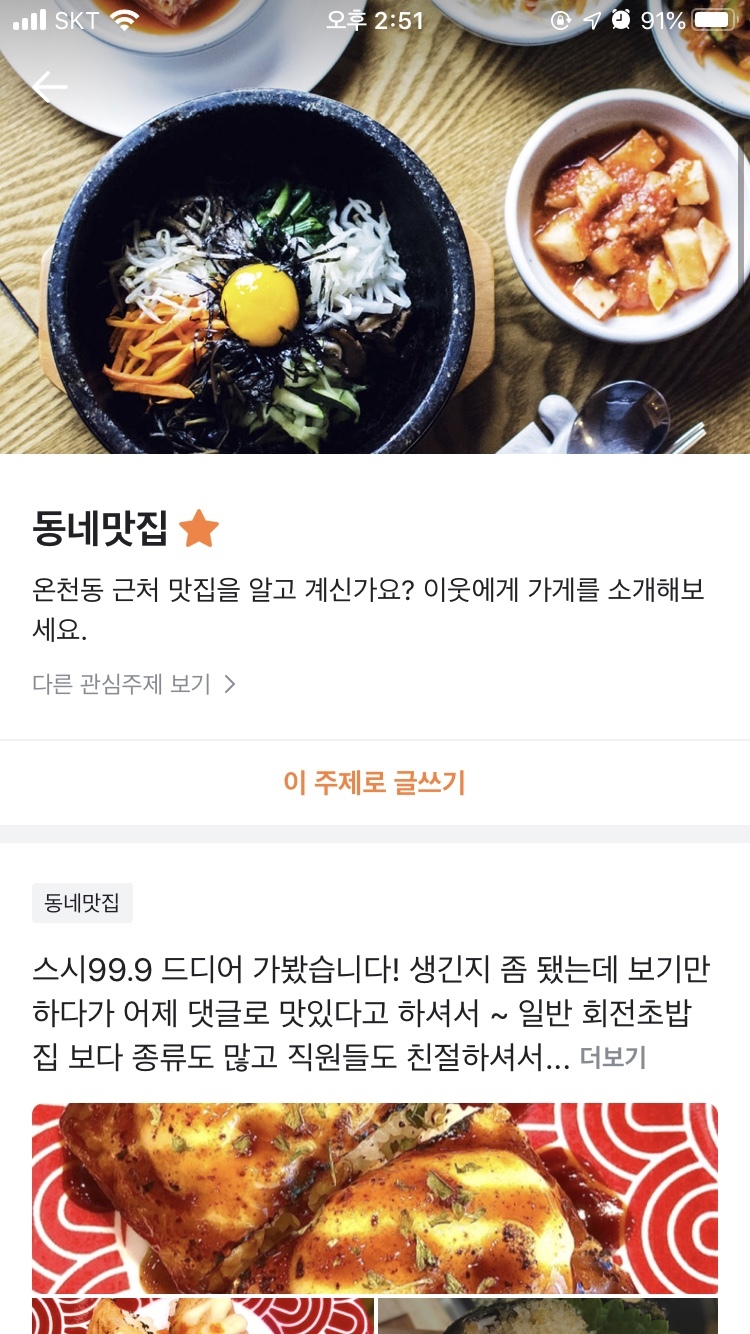 SKT 오후 2:51 91%
동네맛집
온천동 근처 맛집을 알고 계신가요? 이웃에게 가게를 소개해보
세요.
다른 관심주제 보기 >
이 주제로 글쓰기
동네맛집
스시99.9 드디어 가봤습니다! 생긴지 좀 됐는데 보기만
하다가 어제 댓글로 맛있다고 하셔서 ~ 일반 회전초밥
집 보다 종류도 많고 직원들도 친절하셔서... 더보기